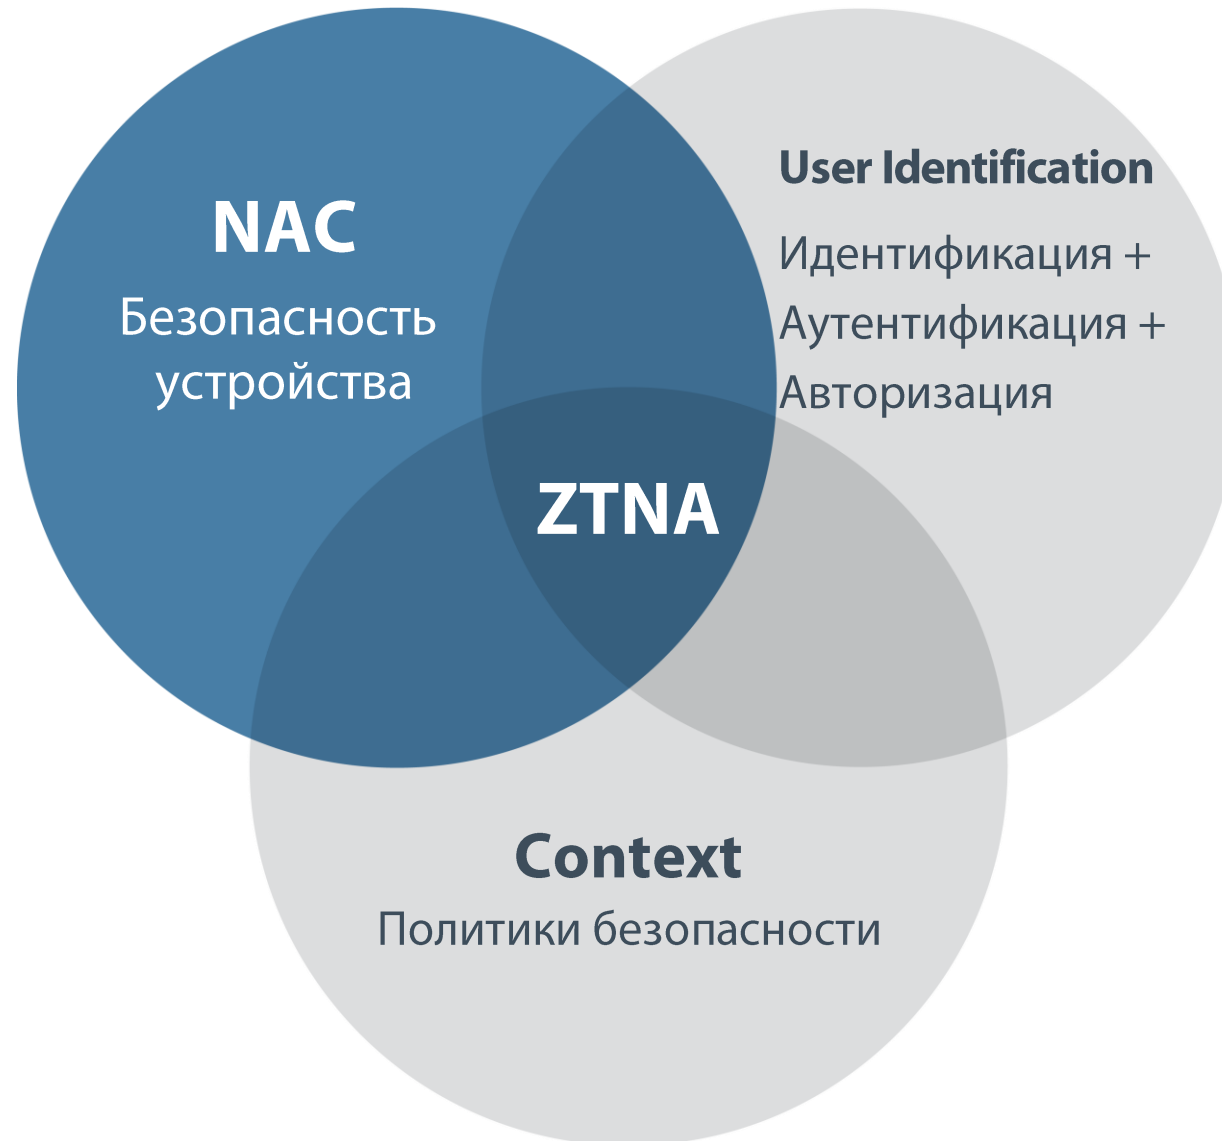 NAC
Безопасность
устройства
User Identification
Идентификация +
Аутентификация +
Авторизация
ZTNA
Context
Политики безопасности